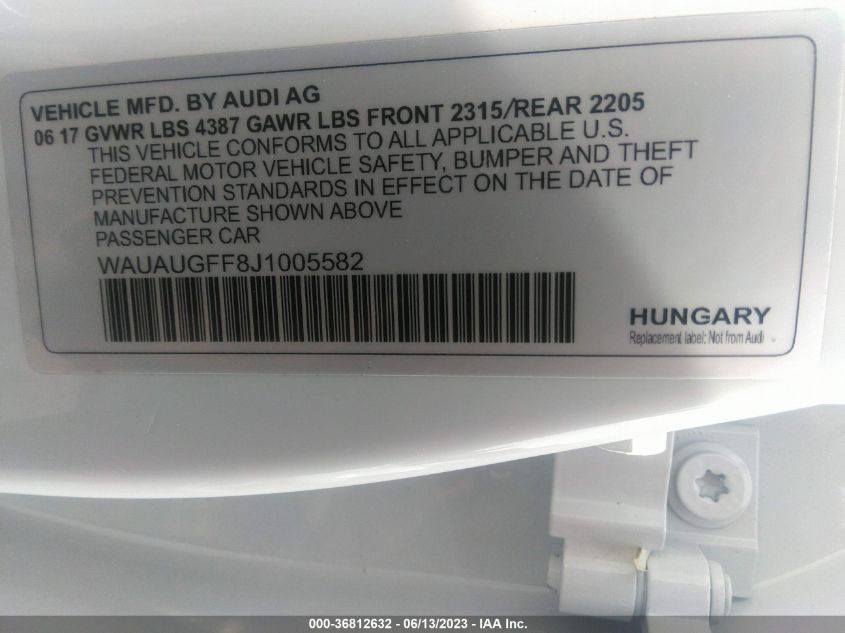 VEHICLE MFD. BY AUDI AG
06 17 GVWR LBS 4387 GAWR LBS FRONT 2315/REAR 2205
THIS VEHICLE CONFORMS TO ALL APPLICABLE U.S.
FEDERAL MOTOR VEHICLE SAFETY, BUMPER AND THEFT
PREVENTION STANDARDS IN EFFECT ON THE DATE OF
MANUFACTURE SHOWN ABOVE
PASSENGER CAR
WAUAUGFF8J1005582
HUNGARY
Replacement label: Not from Audi
000-36812632 - 06/13/2023 - IAA Inc.